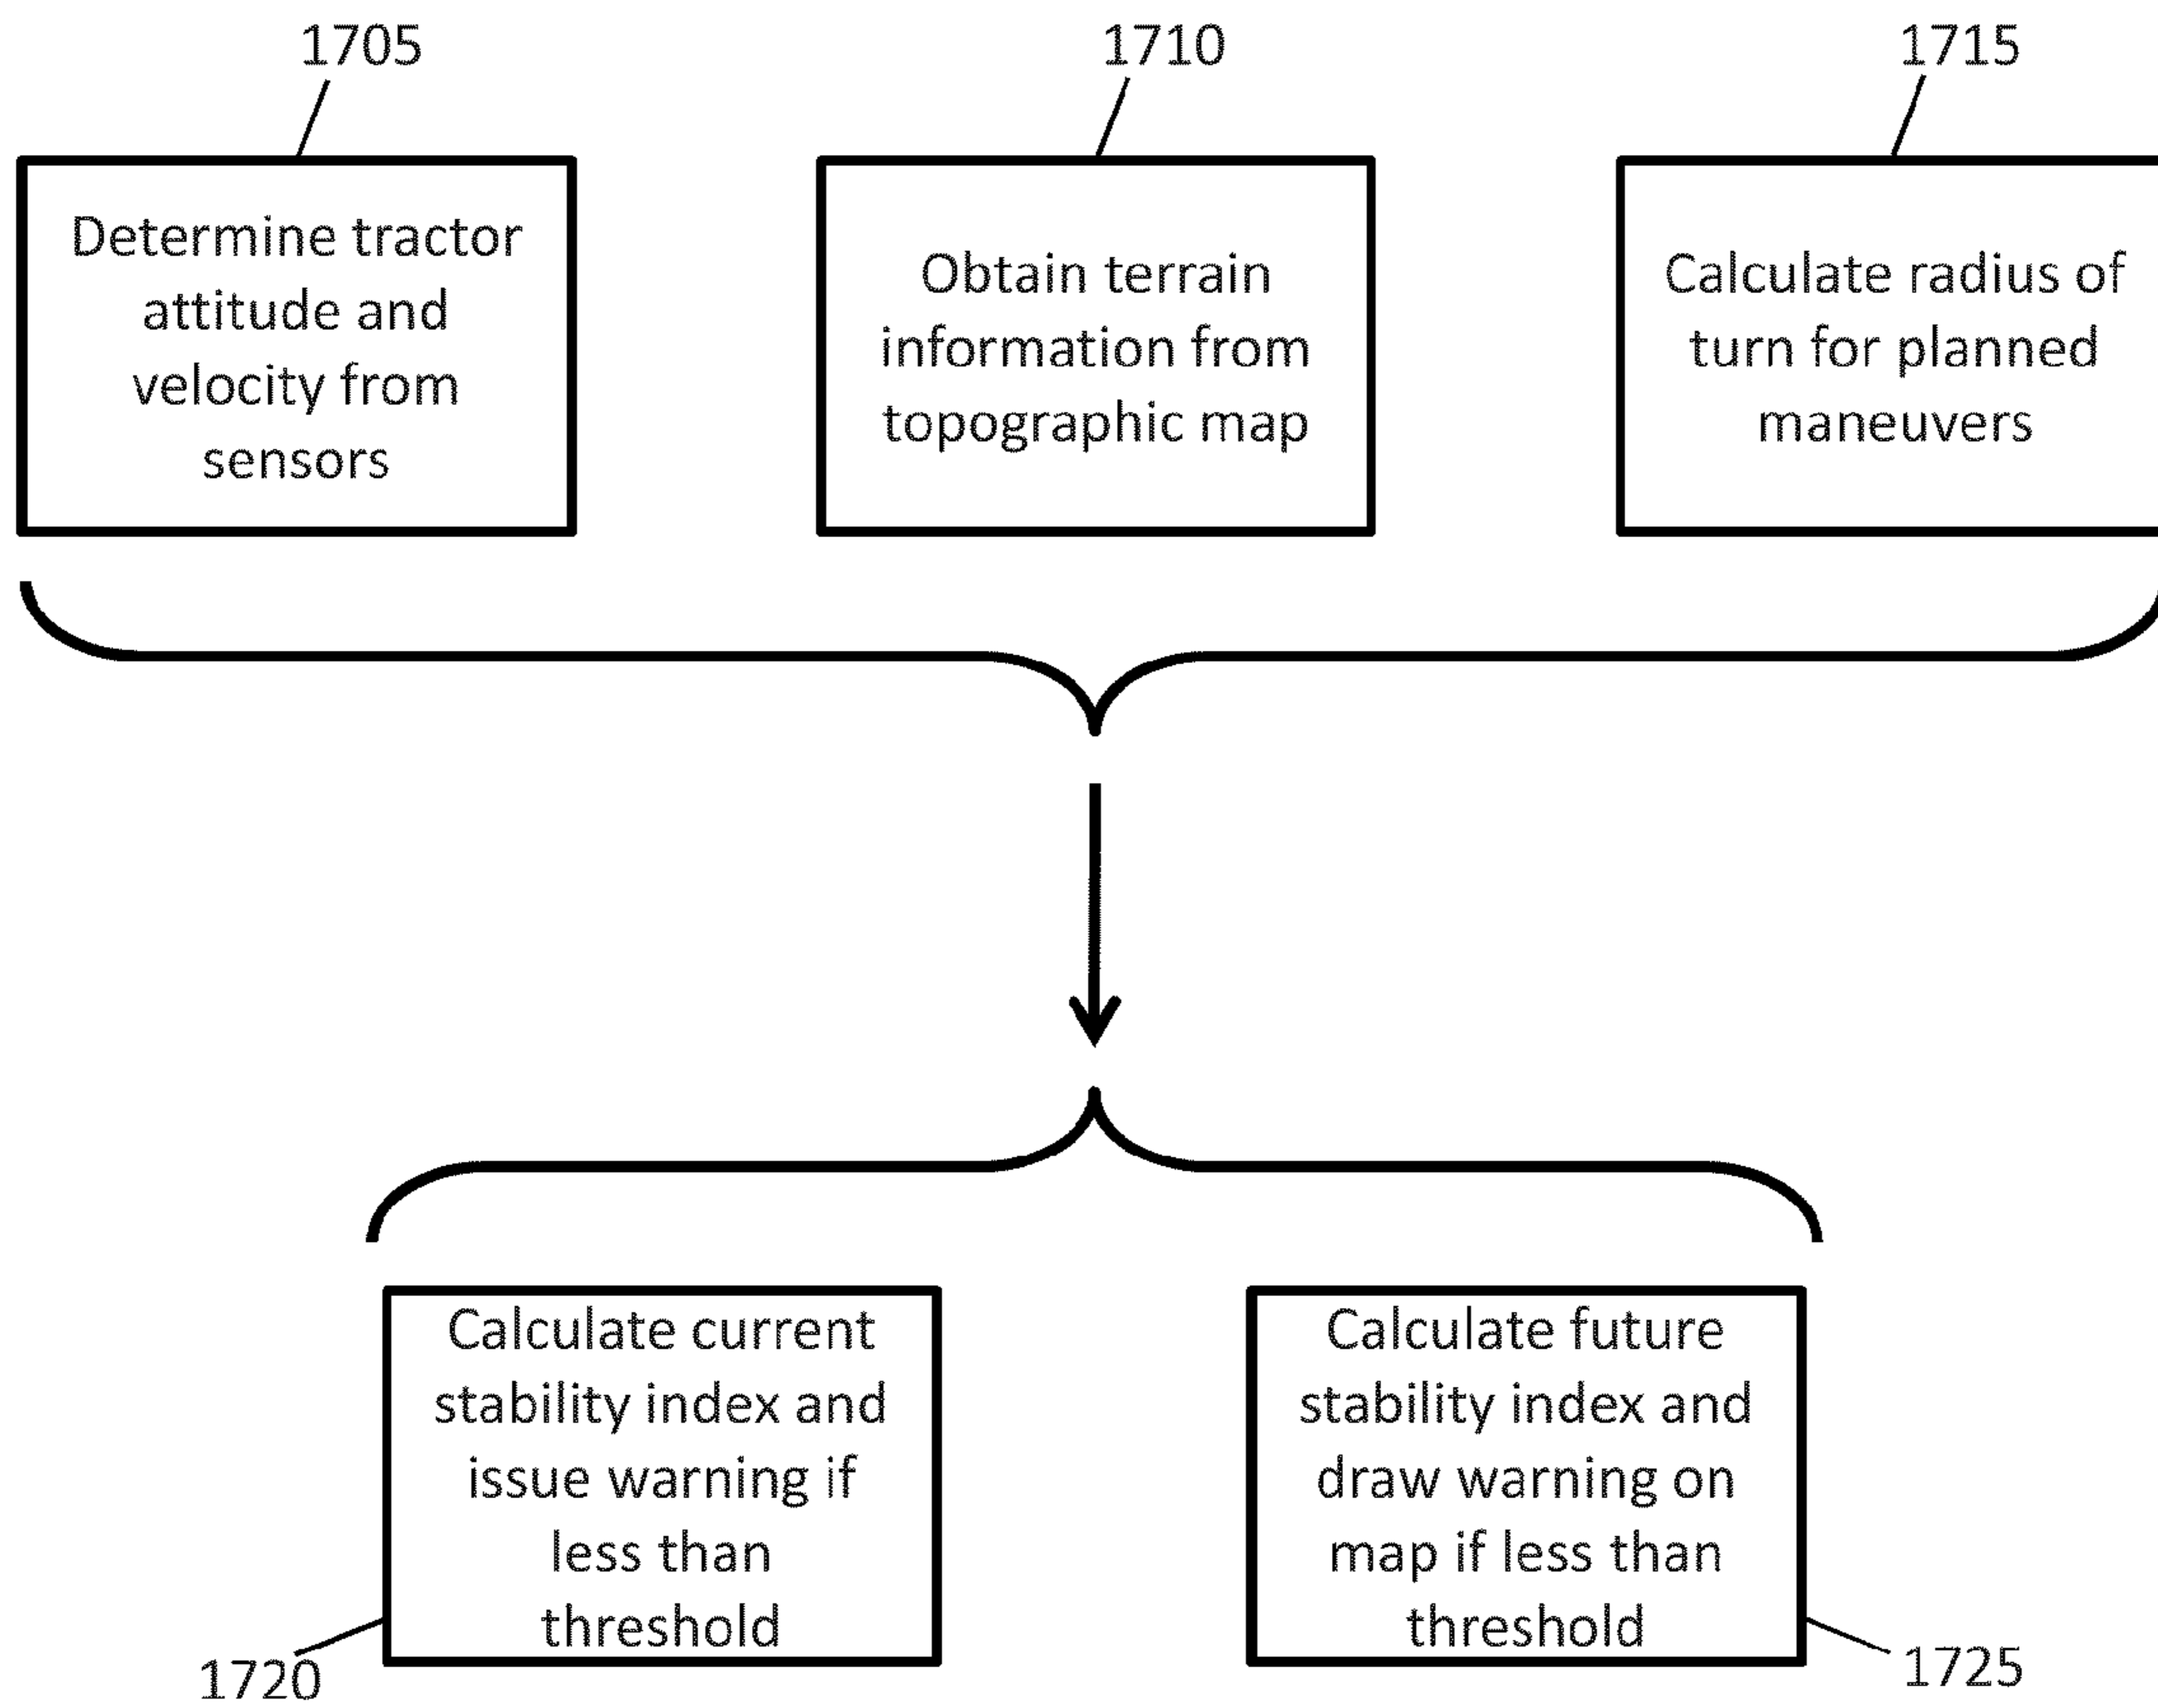 1705
1710
1715
Determine tractor
attitude and
velocity from
sensors
Obtain terrain
information from
topographic map
Calculate radius of
turn for planned
maneuvers
Calculate current
stability index and
issue warning if
less than
threshold
Calculate future
stability index and
draw warning on
map if less than
threshold
1720
1725